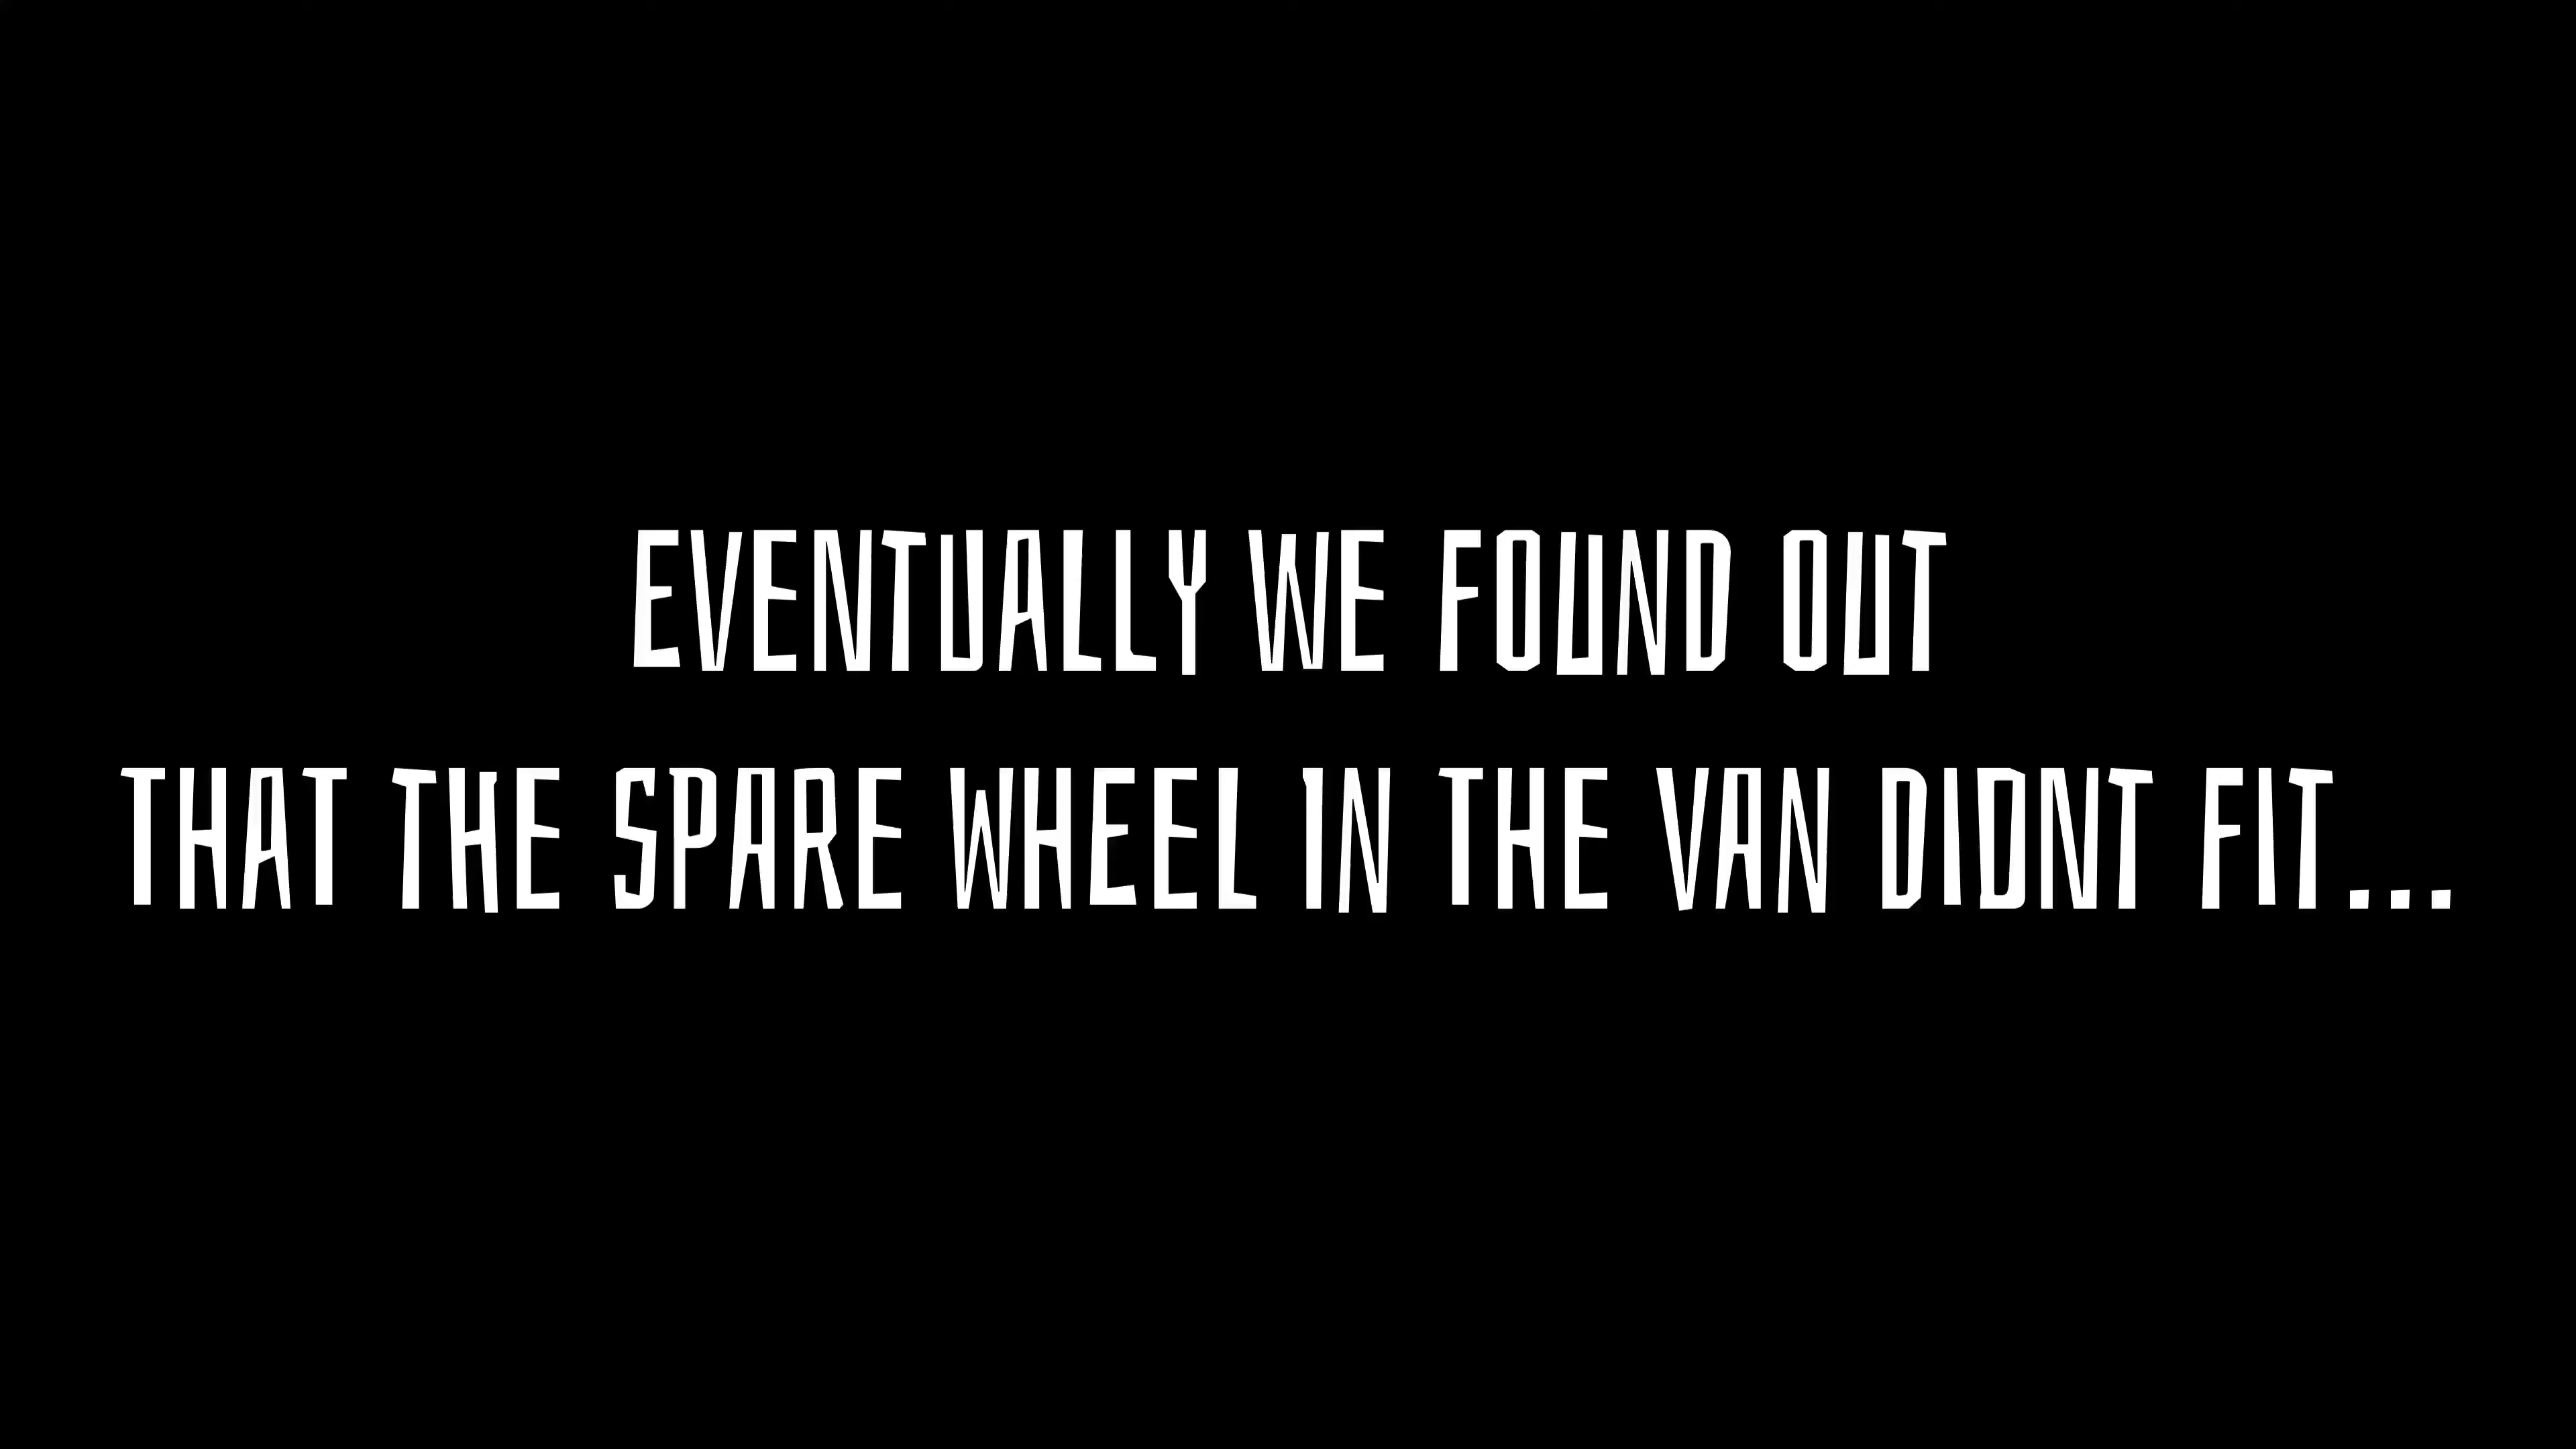 EVENTUALLY WE FOUND OUT
THAT THE SPARE WHEEL IN THE VAN DIDNT FIT...